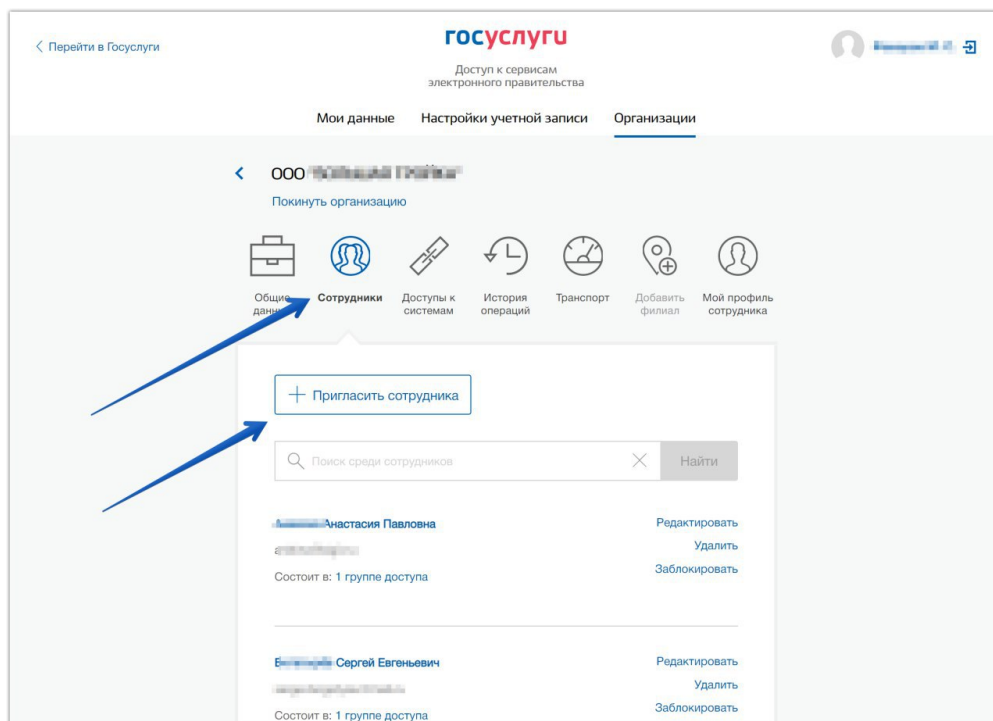 Перейти в Госуслуги
госуслуги
Доступ к сервисам
электронного правительства
Мои данные
Настройки учетной записи
Организации
ООО
Покинуть организацию
Общие
Сотрудники
Доступы к
системам
История
операций
Транспорт
Добавить
филиал
Мой профиль
сотрудника
Пригласить сотрудника
Поиск среди сотрудников
Найти
Анастасия Павловна
Редактировать
Удалить
Состоит в: 1 группе доступа
Заблокировать
Сергей Евгеньевич
Редактировать
Удалить
Состоит в: 1 группе доступа
Заблокировать